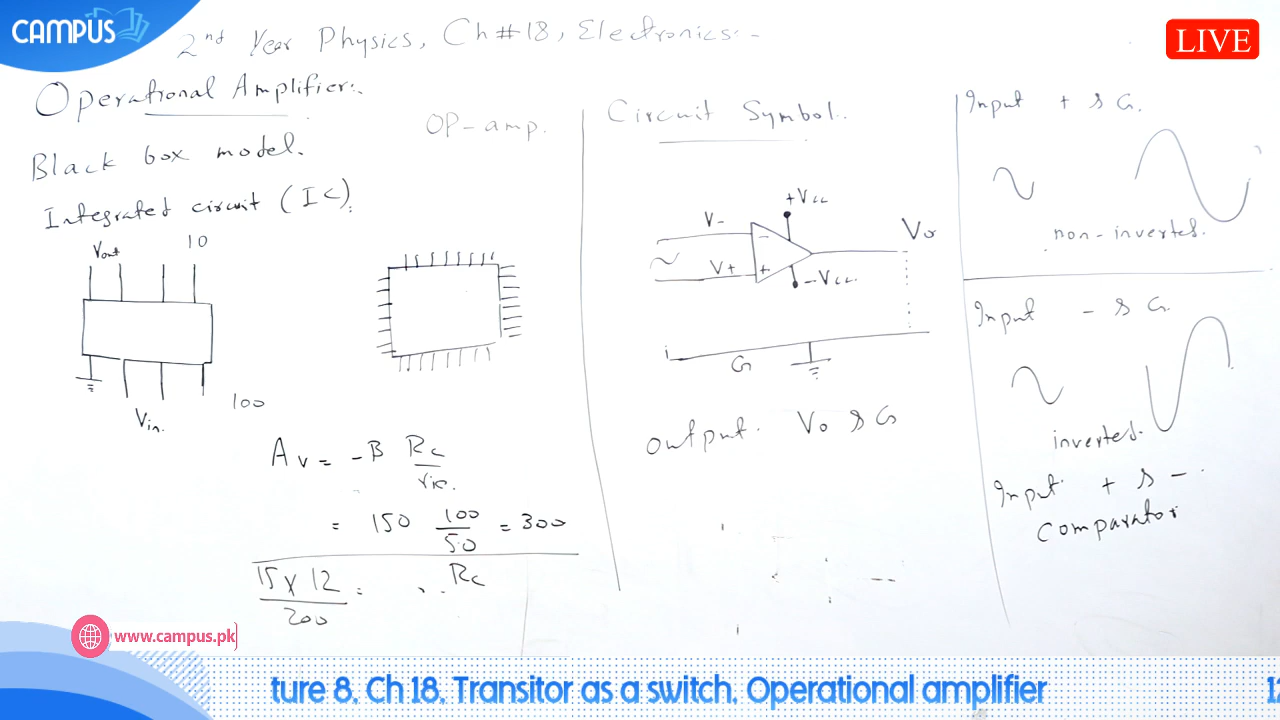 CAMPUS
LIVE
2nd Year Physics, Ch # 18, Electronics:-
Operational Amplifier:.
OP-amp.
Black box model.
Integrated circuit (IC).
Vout
10
Vin.
100
Av = -B Rc
rie.
= 150 100 = 300
50
15 x 12 = Rc
200
Circuit Symbol.
+Vcc
V-
-
V+
+
-Vcc.
Vo
G
output. Vo & G
Input + & G.
non-inverted.
Input - & G.
inverted.
Input + & -
Comparator
www.campus.pk
ture 8, Ch 18, Transitor as a switch, Operational amplifier
12